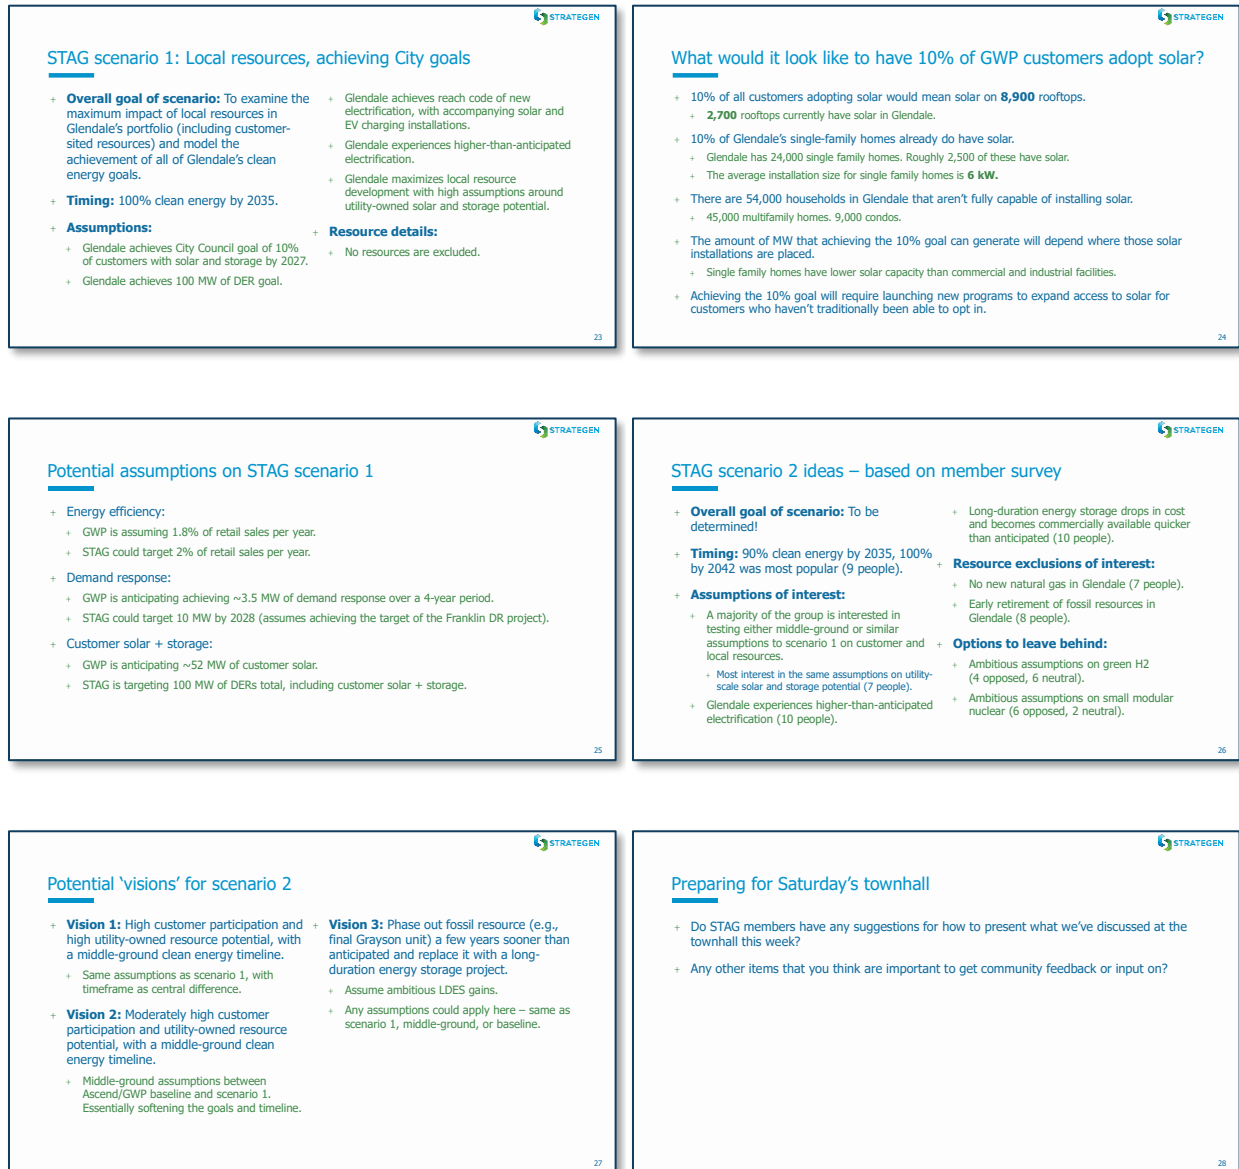 STRATEGEN
STAG scenario 1: Local resources, achieving City goals
+ Overall goal of scenario: To examine the
maximum impact of local resources in
Glendale's portfolio (including customer-
sited resources) and model the
achievement of all of Glendale's clean
energy goals.
+ Timing: 100% clean energy by 2035.
+ Assumptions:
+ Glendale achieves City Council goal of 10%
of customers with solar and storage by 2027.
+ Glendale achieves 100 MW of DER goal.
+ Glendale achieves reach code of new
electrification, with accompanying solar and
EV charging installations.
+ Glendale experiences higher-than-anticipated
electrification.
+ Glendale maximizes local resource
development with high assumptions around
utility-owned solar and storage potential.
+ Resource details:
+ No resources are excluded.
23
STRATEGEN
What would it look like to have 10% of GWP customers adopt solar?
+ 10% of all customers adopting solar would mean solar on 8,900 rooftops.
+ 2,700 rooftops currently have solar in Glendale.
+ 10% of Glendale's single-family homes already do have solar.
+ Glendale has 24,000 single family homes. Roughly 2,500 of these have solar.
+ The average installation size for single family homes is 6 kW.
+ There are 54,000 households in Glendale that aren't fully capable of installing solar.
+ 45,000 multifamily homes. 9,000 condos.
+ The amount of MW that achieving the 10% goal can generate will depend where those solar
installations are placed.
+ Single family homes have lower solar capacity than commercial and industrial facilities.
+ Achieving the 10% goal will require launching new programs to expand access to solar for
customers who haven't traditionally been able to opt in.
24
STRATEGEN
Potential assumptions on STAG scenario 1
+ Energy efficiency:
+ GWP is assuming 1.8% of retail sales per year.
+ STAG could target 2% of retail sales per year.
+ Demand response:
+ GWP is anticipating achieving ~3.5 MW of demand response over a 4-year period.
+ STAG could target 10 MW by 2028 (assumes achieving the target of the Franklin DR project).
+ Customer solar + storage:
+ GWP is anticipating ~52 MW of customer solar.
+ STAG is targeting 100 MW of DERs total, including customer solar + storage.
25
STRATEGEN
STAG scenario 2 ideas – based on member survey
+ Overall goal of scenario: To be
determined!
+ Timing: 90% clean energy by 2035, 100%
by 2042 was most popular (9 people).
+ Assumptions of interest:
+ A majority of the group is interested in
testing either middle-ground or similar
assumptions to scenario 1 on customer and
local resources.
+ Most interest in the same assumptions on utility-
scale solar and storage potential (7 people).
+ Glendale experiences higher-than-anticipated
electrification (10 people).
+ Long-duration energy storage drops in cost
and becomes commercially available quicker
than anticipated (10 people).
+ Resource exclusions of interest:
+ No new natural gas in Glendale (7 people).
+ Early retirement of fossil resources in
Glendale (8 people).
+ Options to leave behind:
+ Ambitious assumptions on green H2
(4 opposed, 6 neutral).
+ Ambitious assumptions on small modular
nuclear (6 opposed, 2 neutral).
26
STRATEGEN
Potential 'visions' for scenario 2
+ Vision 1: High customer participation and
high utility-owned resource potential, with
a middle-ground clean energy timeline.
+ Same assumptions as scenario 1, with
timeframe as central difference.
+ Vision 2: Moderately high customer
participation and utility-owned resource
potential, with a middle-ground clean
energy timeline.
+ Middle-ground assumptions between
Ascend/GWP baseline and scenario 1.
Essentially softening the goals and timeline.
+ Vision 3: Phase out fossil resource (e.g.,
final Grayson unit) a few years sooner than
anticipated and replace it with a long-
duration energy storage project.
+ Assume ambitious LDES gains.
+ Any assumptions could apply here – same as
scenario 1, middle-ground, or baseline.
27
STRATEGEN
Preparing for Saturday's townhall
+ Do STAG members have any suggestions for how to present what we've discussed at the
townhall this week?
+ Any other items that you think are important to get community feedback or input on?
28